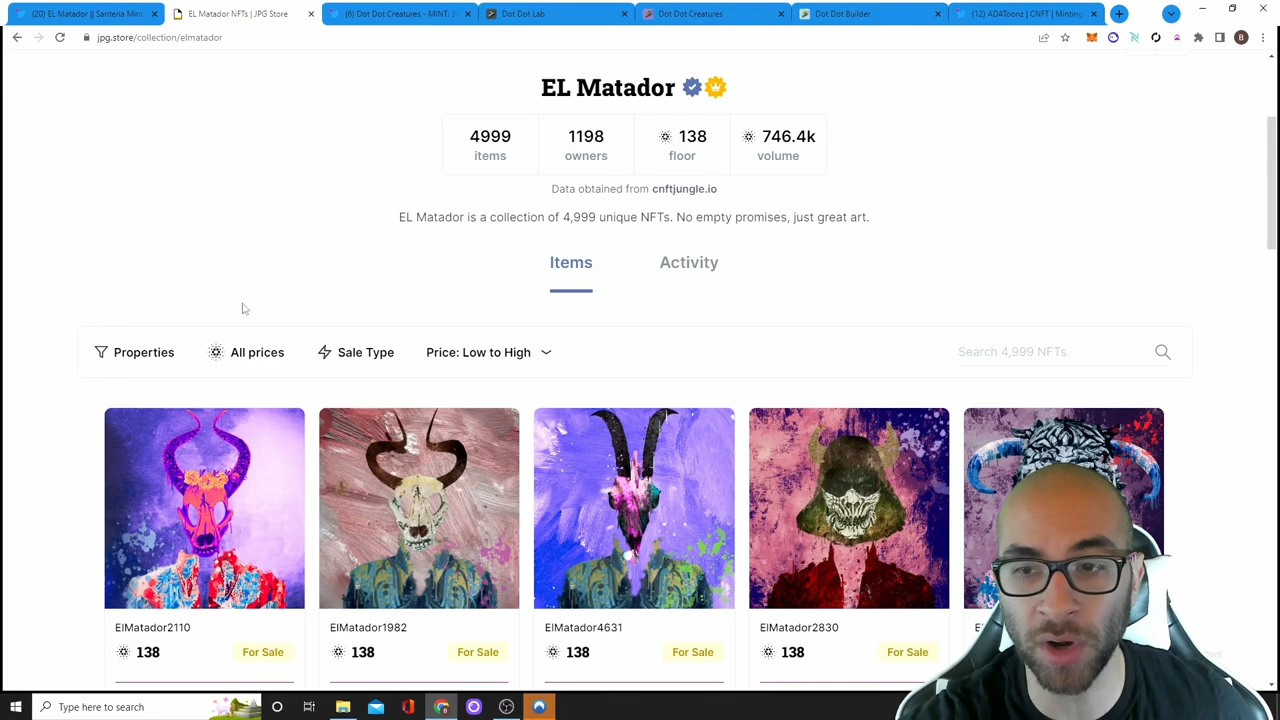 (20) EL Matador || Santeria Mint
EL Matador NFTs | JPG Store
(6) Dot Dot Creatures - MINT:
Dot Dot Lab
Dot Dot Creatures
Dot Dot Builder
(12) ADAToonz | CNFT | Minting
jpg.store/collection/elmatador
B
EL Matador
4999 1198 138 746.4k
items owners floor volume
Data obtained from cnftjungle.io
EL Matador is a collection of 4,999 unique NFTs. No empty promises, just great art.
Items Activity
Properties All prices Sale Type Price: Low to High Search 4,999 NFTs
ElMatador2110 ElMatador1982 ElMatador4631 ElMatador2830
138 For Sale 138 For Sale 138 For Sale 138 For Sale
Type here to search